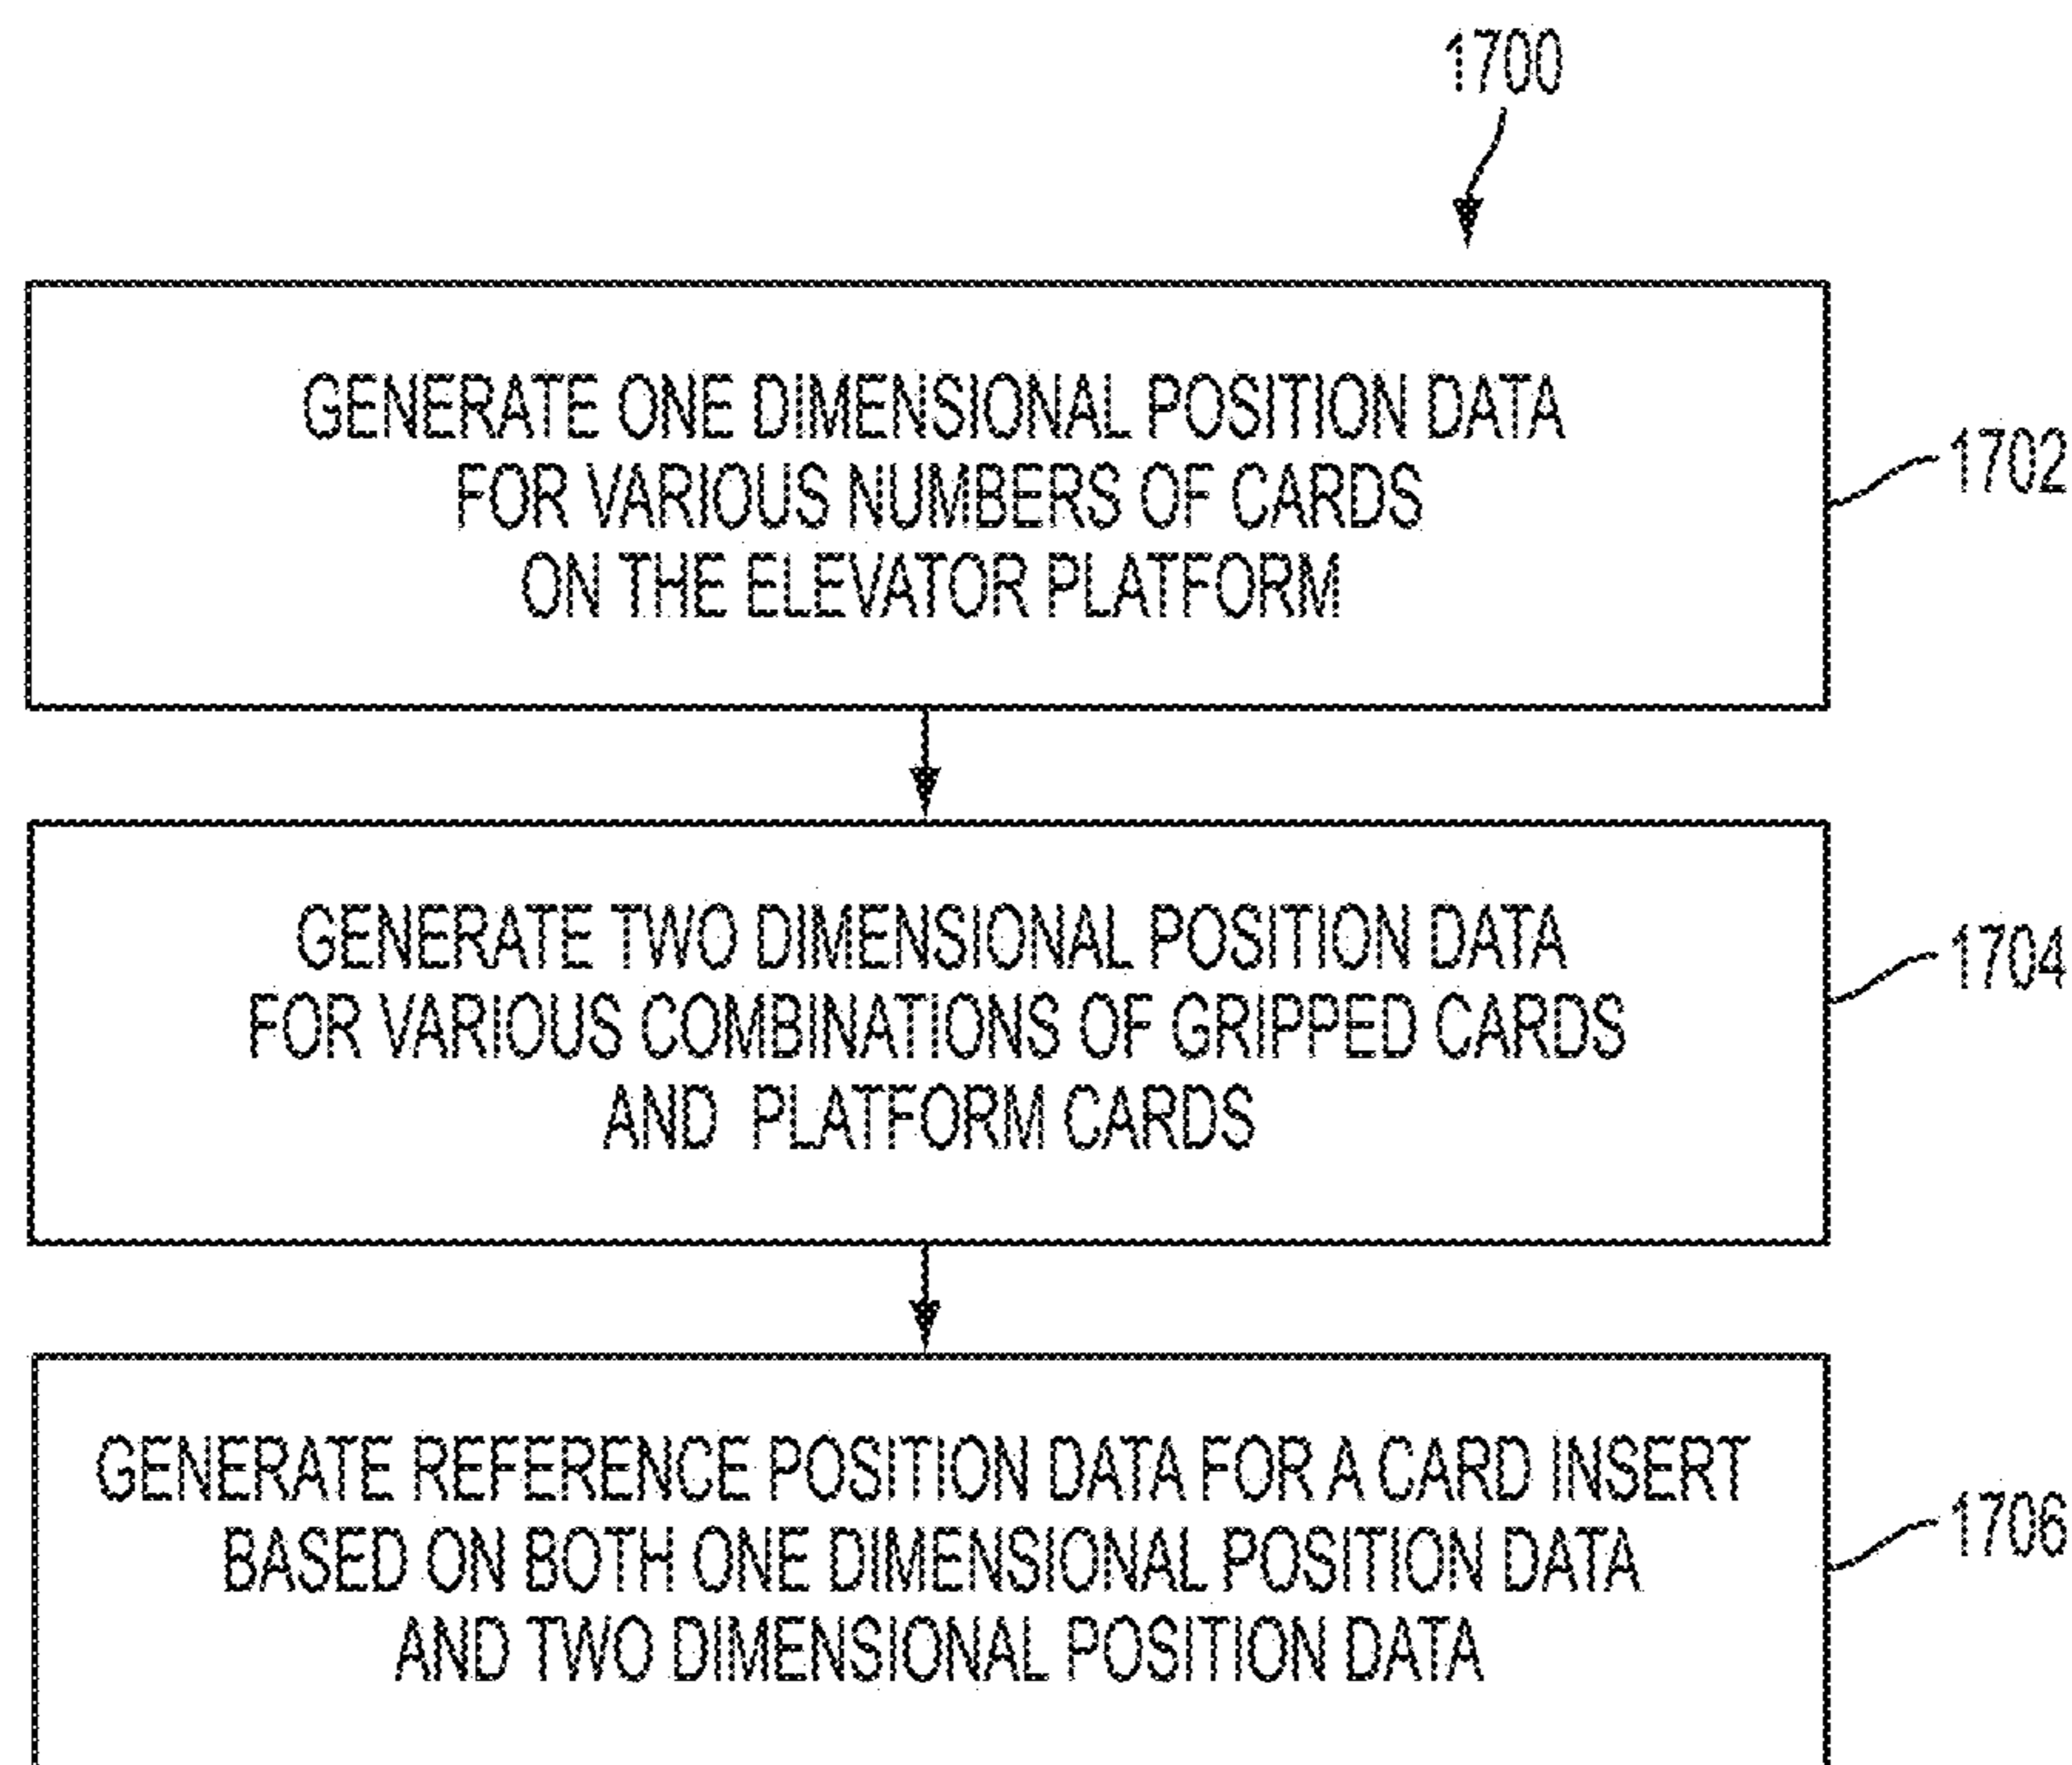 1700
GENERATE ONE DIMENSIONAL POSITION DATA
FOR VARIOUS NUMBERS OF CARDS
ON THE ELEVATOR PLATFORM
1702
GENERATE TWO DIMENSIONAL POSITION DATA
FOR VARIOUS COMBINATIONS OF GRIPPED CARDS
AND PLATFORM CARDS
1704
GENERATE REFERENCE POSITION DATA FOR A CARD INSERT
BASED ON BOTH ONE DIMENSIONAL POSITION DATA
AND TWO DIMENSIONAL POSITION DATA
1706